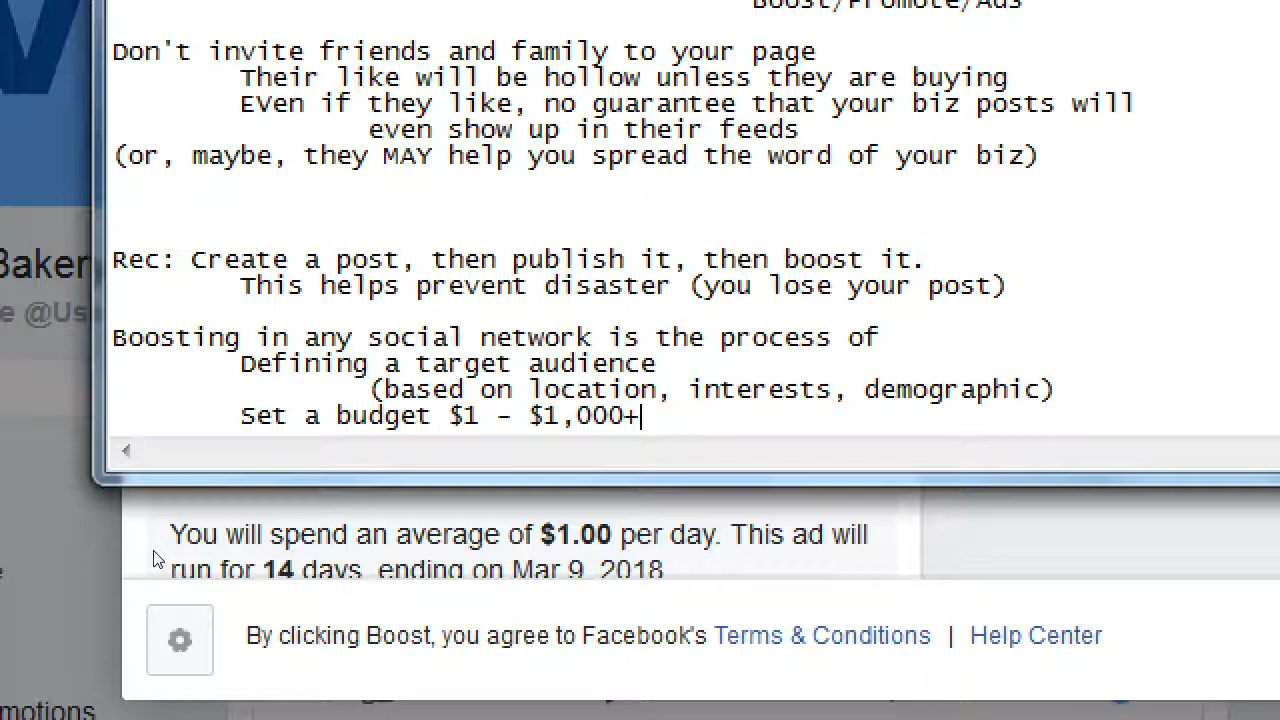 Boost/Promote/Ads
Don't invite friends and family to your page
Their like will be hollow unless they are buying
EVen if they like, no guarantee that your biz posts will
even show up in their feeds
(or, maybe, they MAY help you spread the word of your biz)
Rec: Create a post, then publish it, then boost it.
This helps prevent disaster (you lose your post)
Boosting in any social network is the process of
Defining a target audience
(based on location, interests, demographic)
Set a budget $1 - $1,000+
Baker
e @Us
You will spend an average of $1.00 per day. This ad will
run for 14 days, ending on Mar 9, 2018
By clicking Boost, you agree to Facebook's Terms & Conditions | Help Center
motions